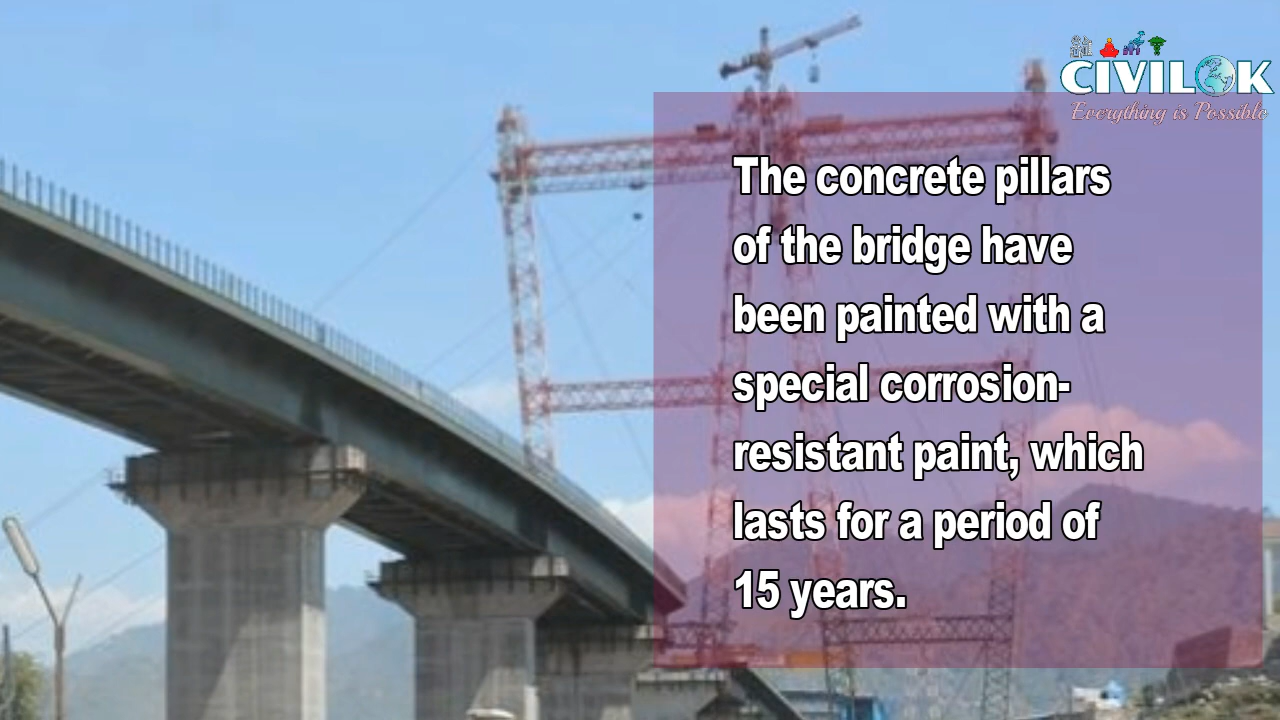 CIVILOK
Everything is Possible
The concrete pillars
of the bridge have
been painted with a
special corrosion-
resistant paint, which
lasts for a period of
15 years.